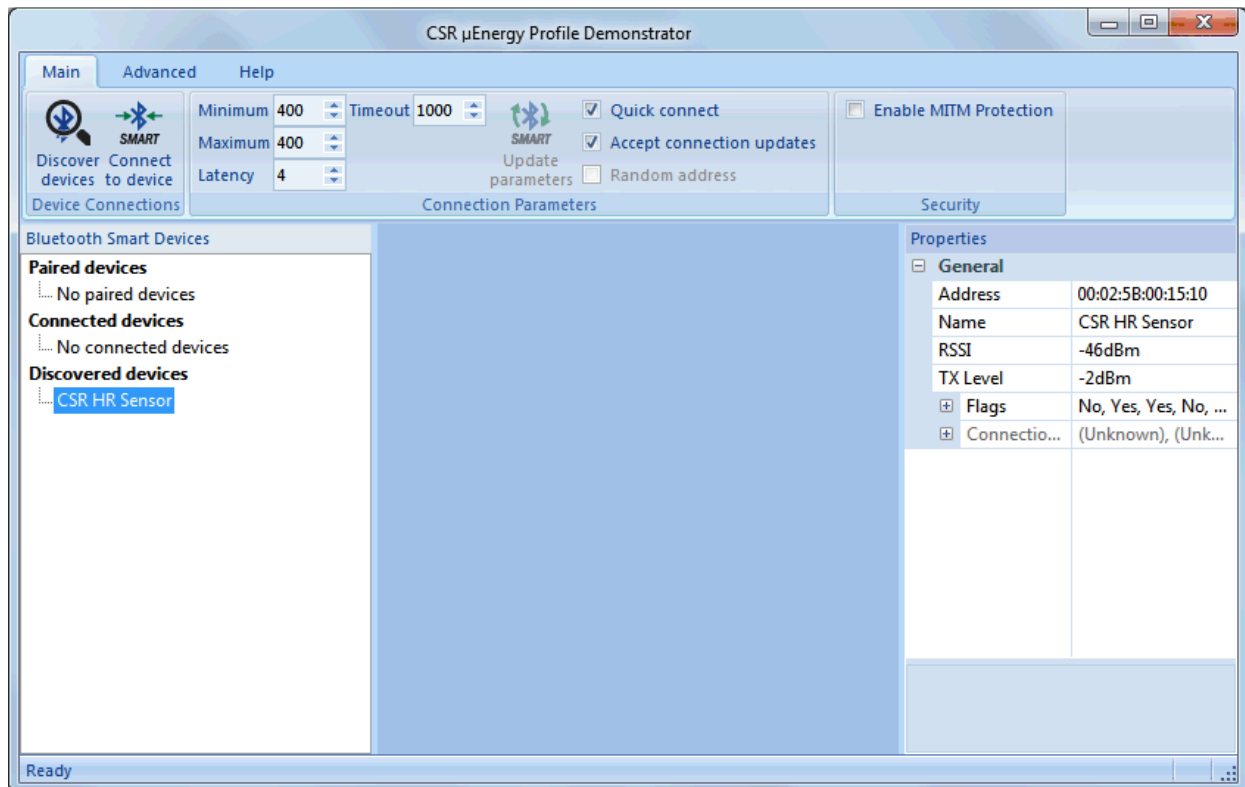 CSR µEnergy Profile Demonstrator
Main Advanced Help
Discover devices
SMART
Connect to device
Device Connections
Minimum 400
Maximum 400
Latency 4
Timeout 1000
SMART
Update parameters
Quick connect
Accept connection updates
Random address
Connection Parameters
Enable MITM Protection
Security
Bluetooth Smart Devices
Paired devices
No paired devices
Connected devices
No connected devices
Discovered devices
CSR HR Sensor
Properties
General
Address 00:02:5B:00:15:10
Name CSR HR Sensor
RSSI -46dBm
TX Level -2dBm
Flags No, Yes, Yes, No, ...
Connectio... (Unknown), (Unk...
Ready